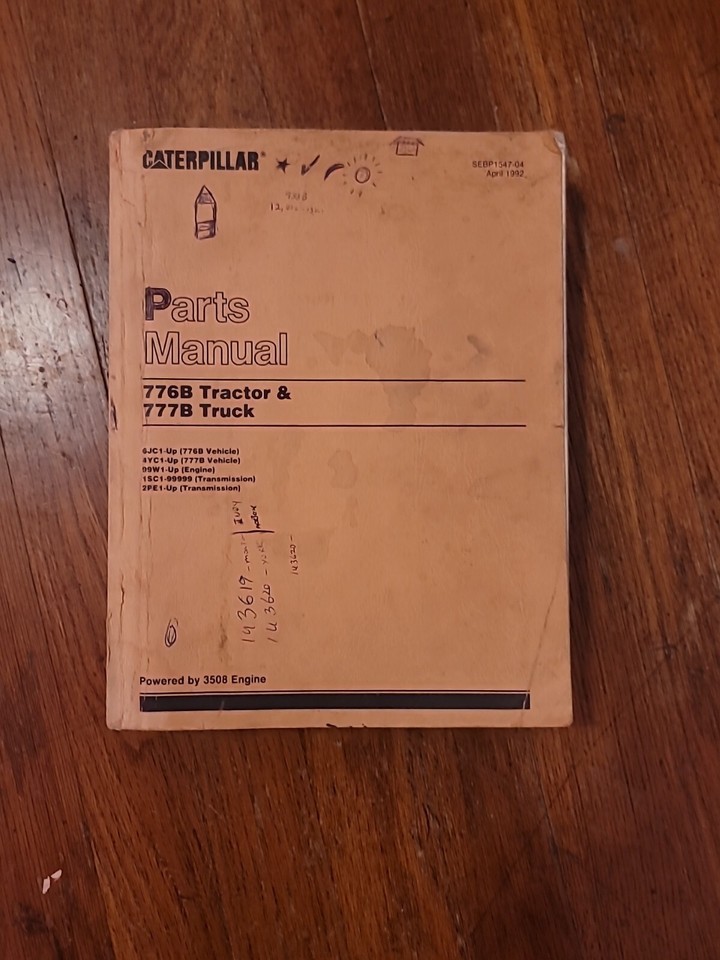 CATERPILLAR
SEBP1547-04
April 1992
Parts
Manual
776B Tractor &
777B Truck
6JC1-Up (776B Vehicle)
4YC1-Up (777B Vehicle)
99W1-Up (Engine)
1SC1-99999 (Transmission)
2PE1-Up (Transmission)
143619 -
143620 -
143620-
Powered by 3508 Engine